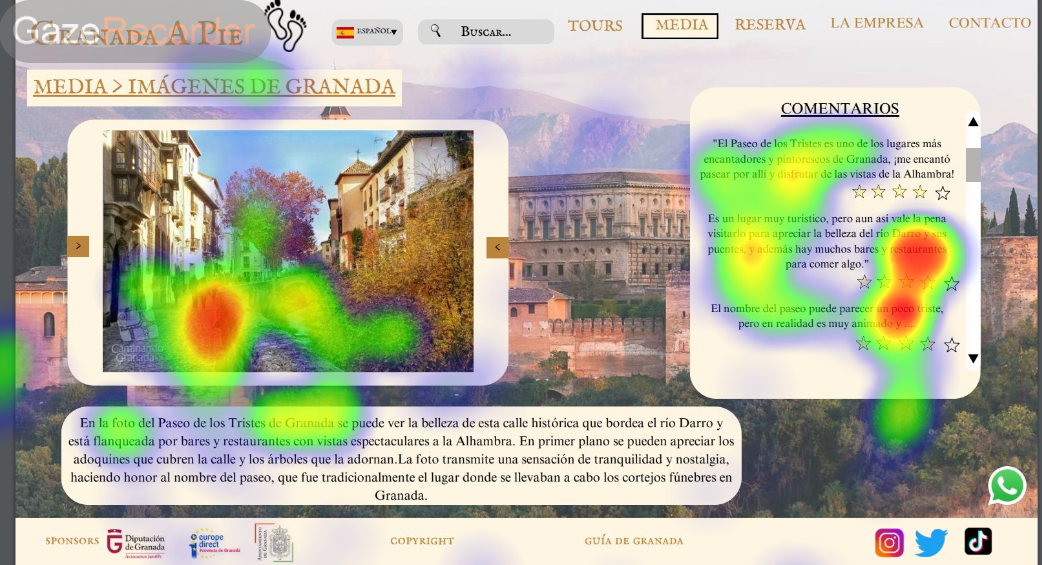 GazeRecorder
GRANADA A PIE
ESPAÑOL
BUSCAR...
TOURS
MEDIA
RESERVA
LA EMPRESA
CONTACTO
MEDIA > IMÁGENES DE GRANADA
>
<
Caminando
Granada
COMENTARIOS
"El Paseo de los Tristes es uno de los lugares más
encantadores y pintorescos de Granada, ¡me encantó
pasear por allí y disfrutar de las vistas de la Alhambra!
Es un lugar muy turístico, pero aun asi vale la pena
visitarlo para apreciar la belleza del río Darro y sus
puentes, y además hay muchos bares y restaurantes
para comer algo."
El nombre del paseo puede parecer un poco triste,
pero en realidad es muy animado y ...
En la foto del Paseo de los Tristes de Granada se puede ver la belleza de esta calle histórica que bordea el río Darro y
está flanqueada por bares y restaurantes con vistas espectaculares a la Alhambra. En primer plano se pueden apreciar los
adoquines que cubren la calle y los árboles que la adornan.La foto transmite una sensación de tranquilidad y nostalgia,
haciendo honor al nombre del paseo, que fue tradicionalmente el lugar donde se llevaban a cabo los cortejos fúnebres en
Granada.
SPONSORS
Diputación
de Granada
europe
direct
Provincia de Granada
AYUNTAMIENTO
DE GRANADA
COPYRIGHT
GUÍA DE GRANADA